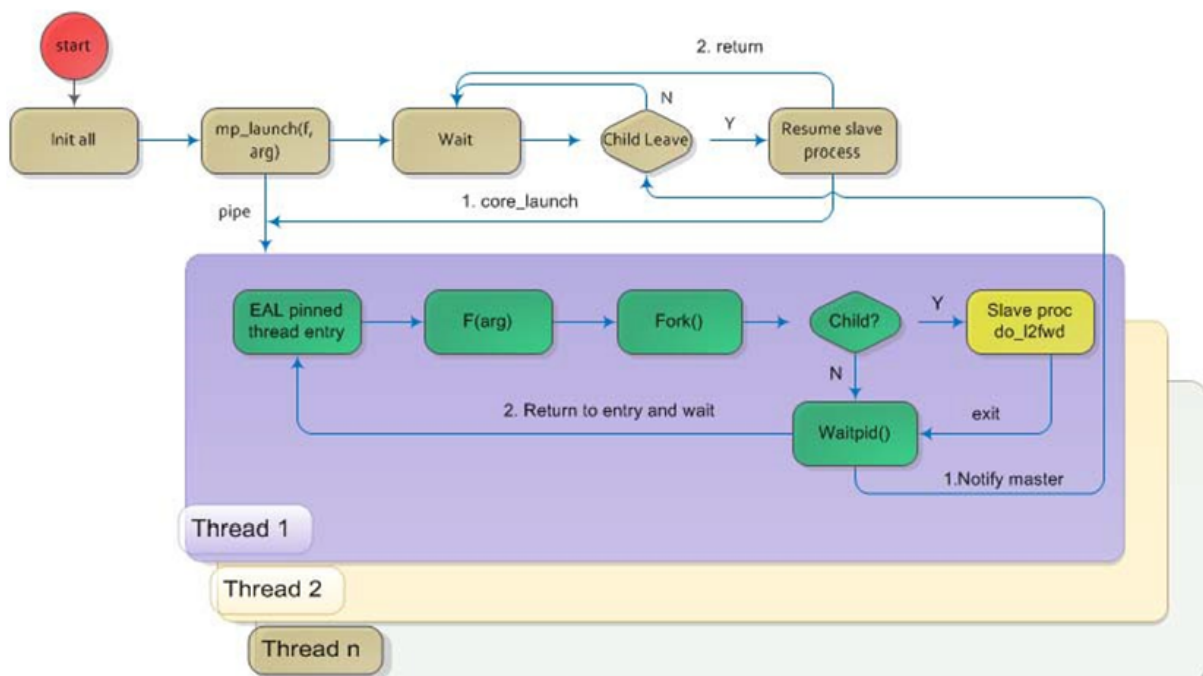 start
2. return
N
Init all
mp_launch(f,
arg)
Wait
Child Leave
Y
Resume slave
process
1. core_launch
pipe
EAL pinned
thread entry
F(arg)
Fork()
Child?
Y
Slave proc
do_l2fwd
N
2. Return to entry and wait
Waitpid()
exit
1.Notify master
Thread 1
Thread 2
Thread n